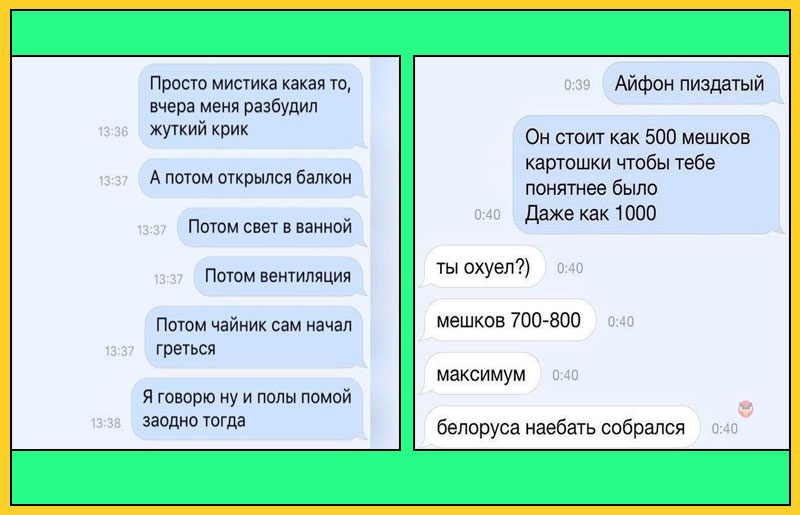 Просто мистика какая то,
вчера меня разбудил
жуткий крик
13:36
А потом открылся балкон
13:37
Потом свет в ванной
13:37
Потом вентиляция
13:37
Потом чайник сам начал
греться
13:37
Я говорю ну и полы помой
заодно тогда
13:38
Айфон пиздатый
0:39
Он стоит как 500 мешков
картошки чтобы тебе
понятнее было
Даже как 1000
0:40
ты охуел?)
0:40
мешков 700-800
0:40
максимум
0:40
белоруса наебать собрался
0:40